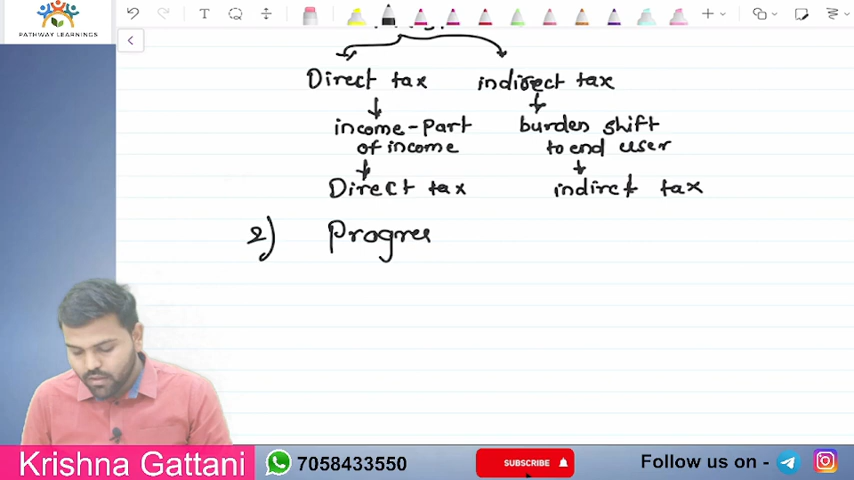 PATHWAY LEARNINGS
Direct tax indirect tax
income-Part burden shift
of income to end user
Direct tax indirect tax
2) Progres
Krishna Gattani 7058433550 SUBSCRIBE Follow us on -